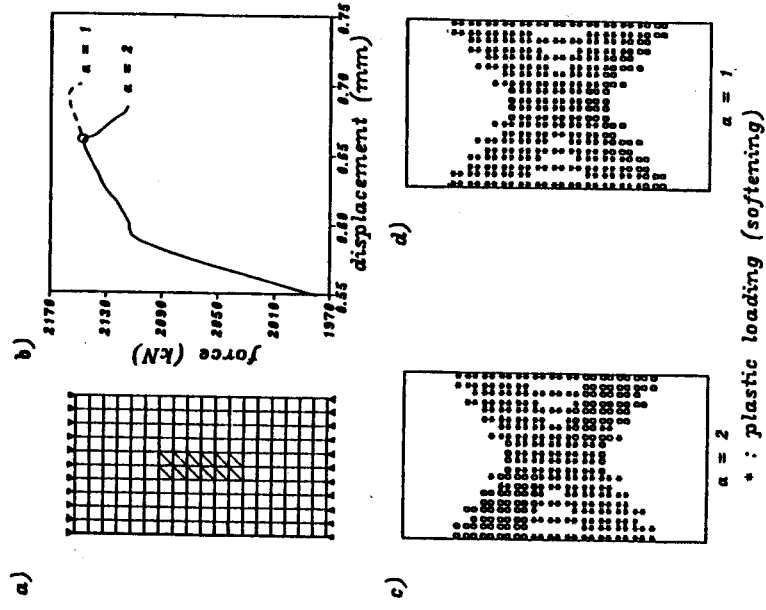 a)
b)
force (kN)
2170
2130
2090
2050
2010
1970
0.55
0.60
0.65
0.70
0.75
displacement (mm)
α = 1
α = 2
c)
α = 2
d)
α = 1
* : plastic loading (softening)